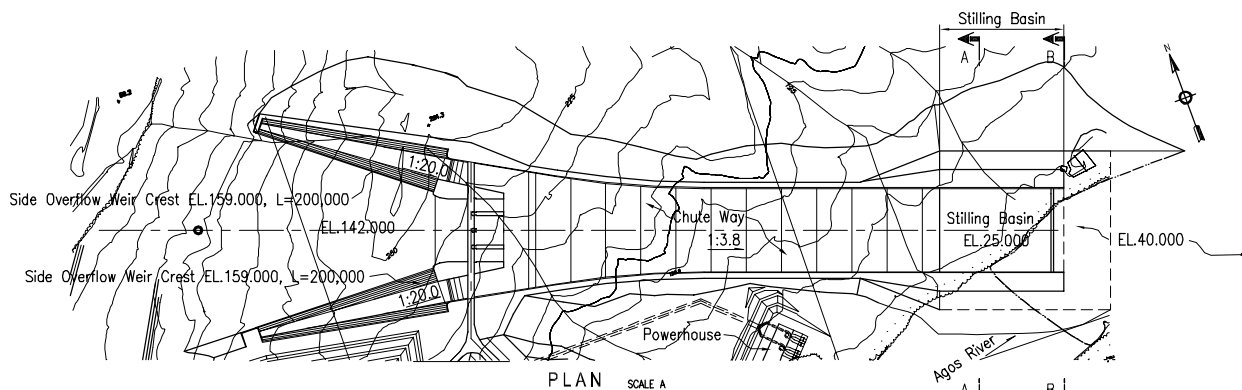 Stilling Basin
A
B
N
225
125
1:20.0
Side Overflow Weir Crest EL.159.000, L=200,000
EL.142.000
Chute Way
1:3.8
Stilling Basin
EL.25.000
EL.40.000
Side Overflow Weir Crest EL.159.000, L=200,000
1:20.0
Powerhouse
Agos River
PLAN SCALE A
A
B